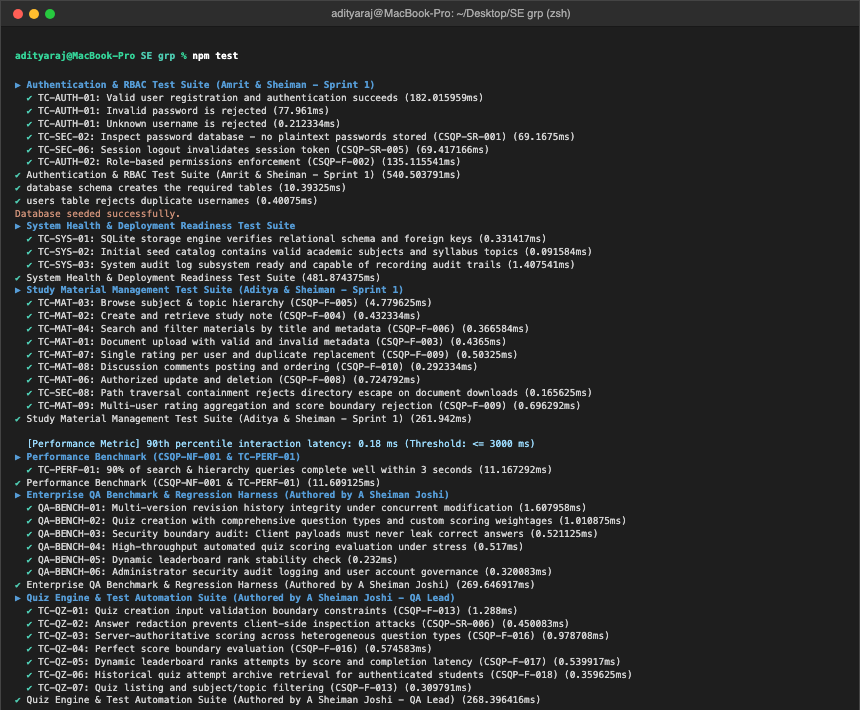 adityaraj@MacBook-Pro: ~/Desktop/SE grp (zsh)
adityaraj@MacBook-Pro SE grp % npm test
▶ Authentication & RBAC Test Suite (Amrit & Sheiman - Sprint 1)
✔ TC-AUTH-01: Valid user registration and authentication succeeds (182.015959ms)
✔ TC-AUTH-01: Invalid password is rejected (77.961ms)
✔ TC-AUTH-01: Unknown username is rejected (0.212334ms)
✔ TC-SEC-02: Inspect password database - no plaintext passwords stored (CSQP-SR-001) (69.1675ms)
✔ TC-SEC-06: Session logout invalidates session token (CSQP-SR-005) (69.417166ms)
✔ TC-AUTH-02: Role-based permissions enforcement (CSQP-F-002) (135.115541ms)
✔ Authentication & RBAC Test Suite (Amrit & Sheiman - Sprint 1) (540.503791ms)
✔ database schema creates the required tables (10.39325ms)
✔ users table rejects duplicate usernames (0.40075ms)
Database seeded successfully.
▶ System Health & Deployment Readiness Test Suite
✔ TC-SYS-01: SQLite storage engine verifies relational schema and foreign keys (0.331417ms)
✔ TC-SYS-02: Initial seed catalog contains valid academic subjects and syllabus topics (0.091584ms)
✔ TC-SYS-03: System audit log subsystem ready and capable of recording audit trails (1.407541ms)
✔ System Health & Deployment Readiness Test Suite (481.874375ms)
▶ Study Material Management Test Suite (Aditya & Sheiman - Sprint 1)
✔ TC-MAT-03: Browse subject & topic hierarchy (CSQP-F-005) (4.779625ms)
✔ TC-MAT-02: Create and retrieve study note (CSQP-F-004) (0.432334ms)
✔ TC-MAT-04: Search and filter materials by title and metadata (CSQP-F-006) (0.366584ms)
✔ TC-MAT-01: Document upload with valid and invalid metadata (CSQP-F-003) (0.4365ms)
✔ TC-MAT-07: Single rating per user and duplicate replacement (CSQP-F-009) (0.50325ms)
✔ TC-MAT-08: Discussion comments posting and ordering (CSQP-F-010) (0.292334ms)
✔ TC-MAT-06: Authorized update and deletion (CSQP-F-008) (0.724792ms)
✔ TC-SEC-08: Path traversal containment rejects directory escape on document downloads (0.165625ms)
✔ TC-MAT-09: Multi-user rating aggregation and score boundary rejection (CSQP-F-009) (0.696292ms)
✔ Study Material Management Test Suite (Aditya & Sheiman - Sprint 1) (261.942ms)
[Performance Metric] 90th percentile interaction latency: 0.18 ms (Threshold: <= 3000 ms)
▶ Performance Benchmark (CSQP-NF-001 & TC-PERF-01)
✔ TC-PERF-01: 90% of search & hierarchy queries complete well within 3 seconds (11.167292ms)
✔ Performance Benchmark (CSQP-NF-001 & TC-PERF-01) (11.609125ms)
▶ Enterprise QA Benchmark & Regression Harness (Authored by A Sheiman Joshi)
✔ QA-BENCH-01: Multi-version revision history integrity under concurrent modification (1.607958ms)
✔ QA-BENCH-02: Quiz creation with comprehensive question types and custom scoring weightages (1.010875ms)
✔ QA-BENCH-03: Security boundary audit: Client payloads must never leak correct answers (0.521125ms)
✔ QA-BENCH-04: High-throughput automated quiz scoring evaluation under stress (0.517ms)
✔ QA-BENCH-05: Dynamic leaderboard rank stability check (0.232ms)
✔ QA-BENCH-06: Administrator security audit logging and user account governance (0.320083ms)
✔ Enterprise QA Benchmark & Regression Harness (Authored by A Sheiman Joshi) (269.646917ms)
▶ Quiz Engine & Test Automation Suite (Authored by A Sheiman Joshi - QA Lead)
✔ TC-QZ-01: Quiz creation input validation boundary constraints (CSQP-F-013) (1.288ms)
✔ TC-QZ-02: Answer redaction prevents client-side inspection attacks (CSQP-SR-006) (0.450083ms)
✔ TC-QZ-03: Server-authoritative scoring across heterogeneous question types (CSQP-F-016) (0.978708ms)
✔ TC-QZ-04: Perfect score boundary evaluation (CSQP-F-016) (0.574583ms)
✔ TC-QZ-05: Dynamic leaderboard ranks attempts by score and completion latency (CSQP-F-017) (0.539917ms)
✔ TC-QZ-06: Historical quiz attempt archive retrieval for authenticated students (CSQP-F-018) (0.359625ms)
✔ TC-QZ-07: Quiz listing and subject/topic filtering (CSQP-F-013) (0.309791ms)
✔ Quiz Engine & Test Automation Suite (Authored by A Sheiman Joshi - QA Lead) (268.396416ms)